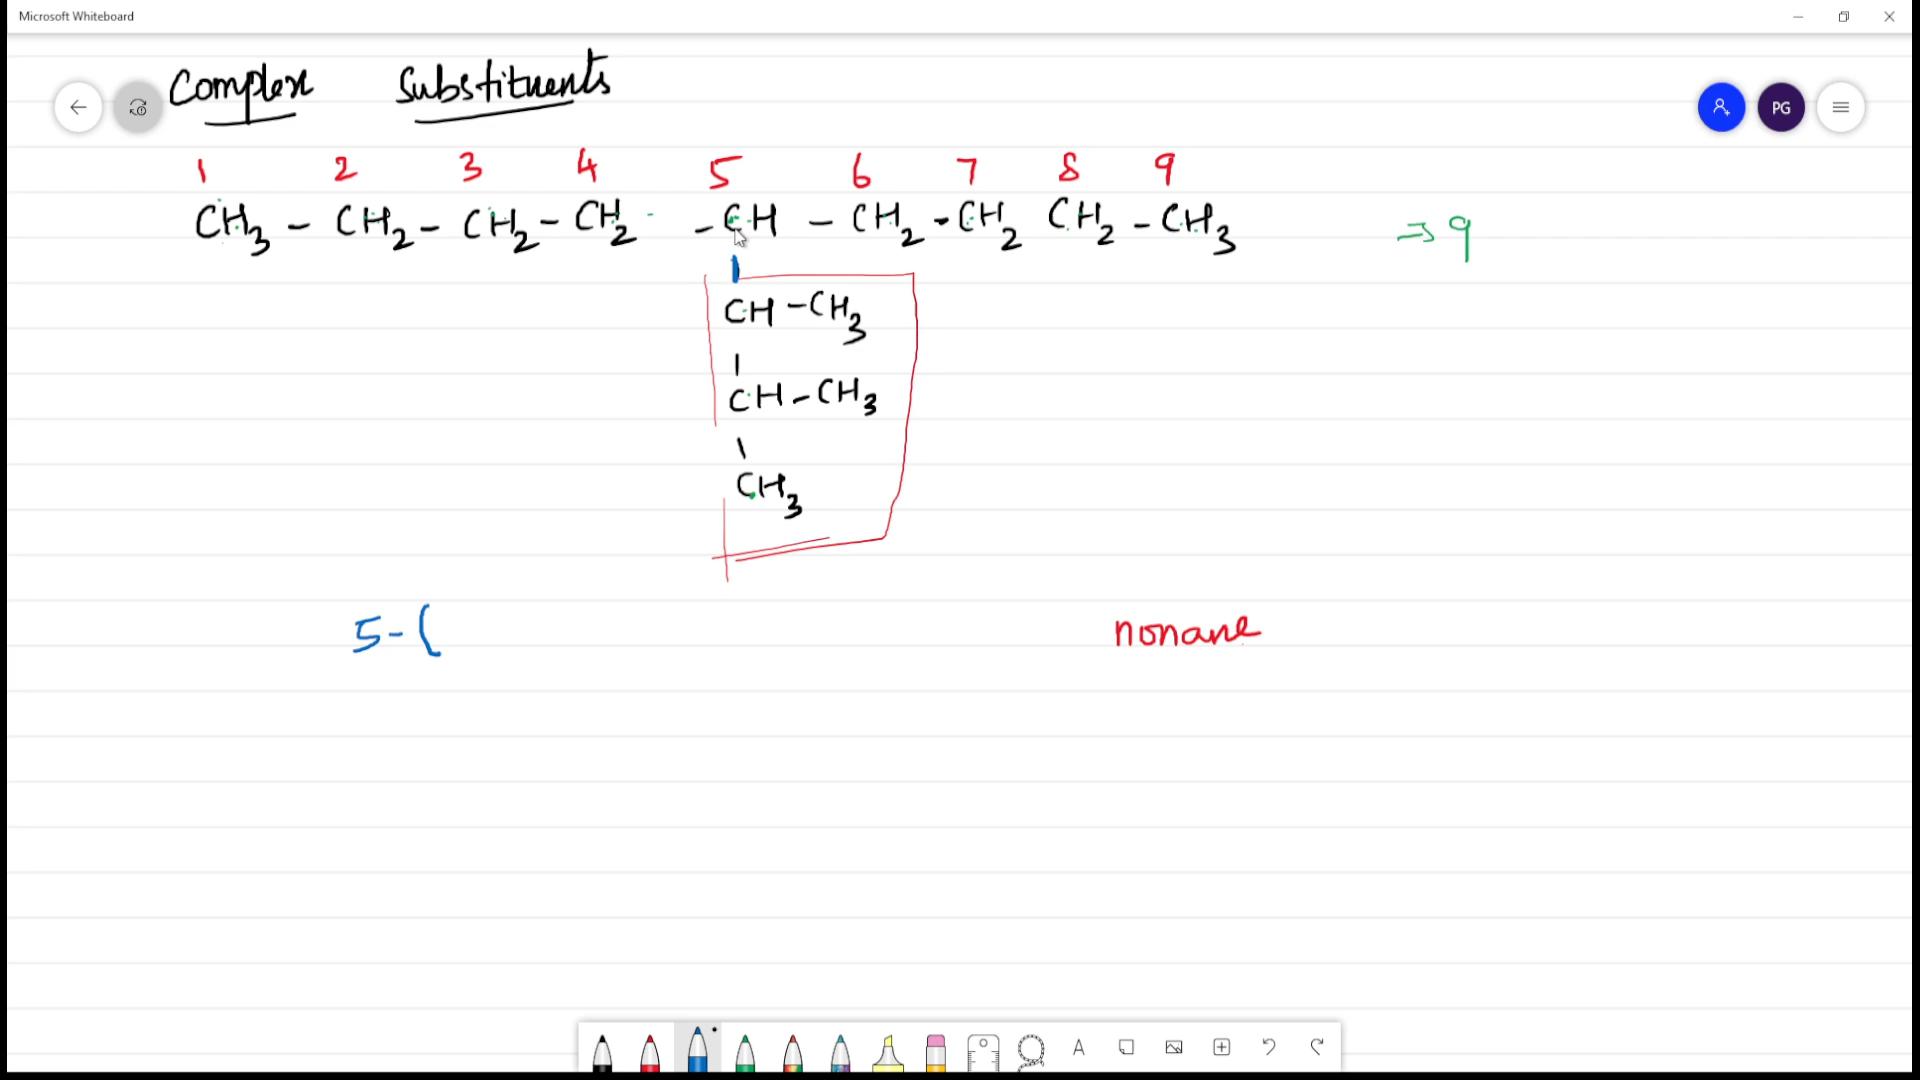 Microsoft Whiteboard
Complex Substituents
PG
1 2 3 4 5 6 7 8 9
CH3 - CH2 - CH2 - CH2 - CH - CH2 - CH2 CH2 - CH3 ⇒ 9
CH - CH3
CH - CH3
CH3
5-( nonane
A